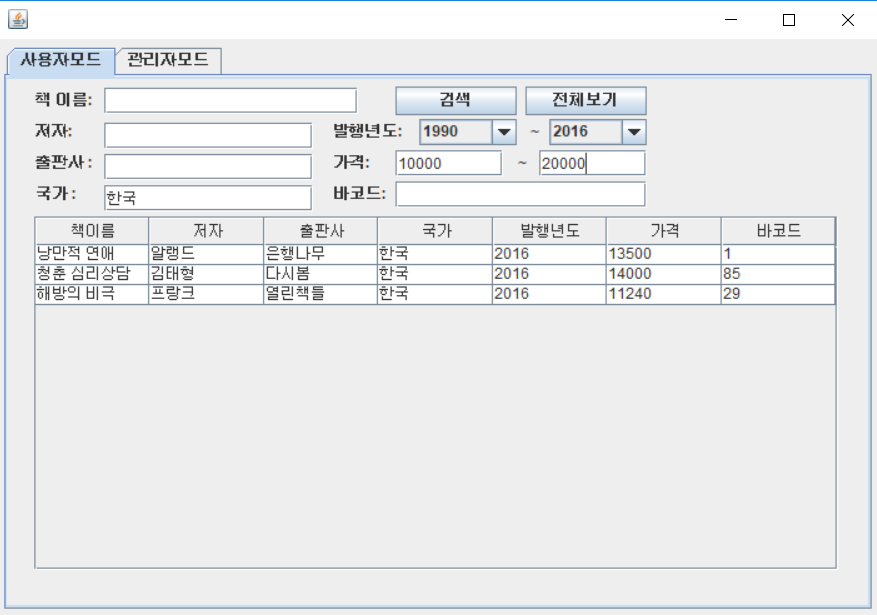 사용자모드 관리자모드
책 이름: 검색 전체보기
저자: 발행년도: 1990 ~ 2016
출판사 : 가격: 10000 ~ 20000
국가 : 한국 바코드:
책이름 저자 출판사 국가 발행년도 가격 바코드
낭만적 연애 알랭드 은행나무 한국 2016 13500 1
청춘 심리상담 김태형 다시봄 한국 2016 14000 85
해방의 비극 프랑크 열린책들 한국 2016 11240 29